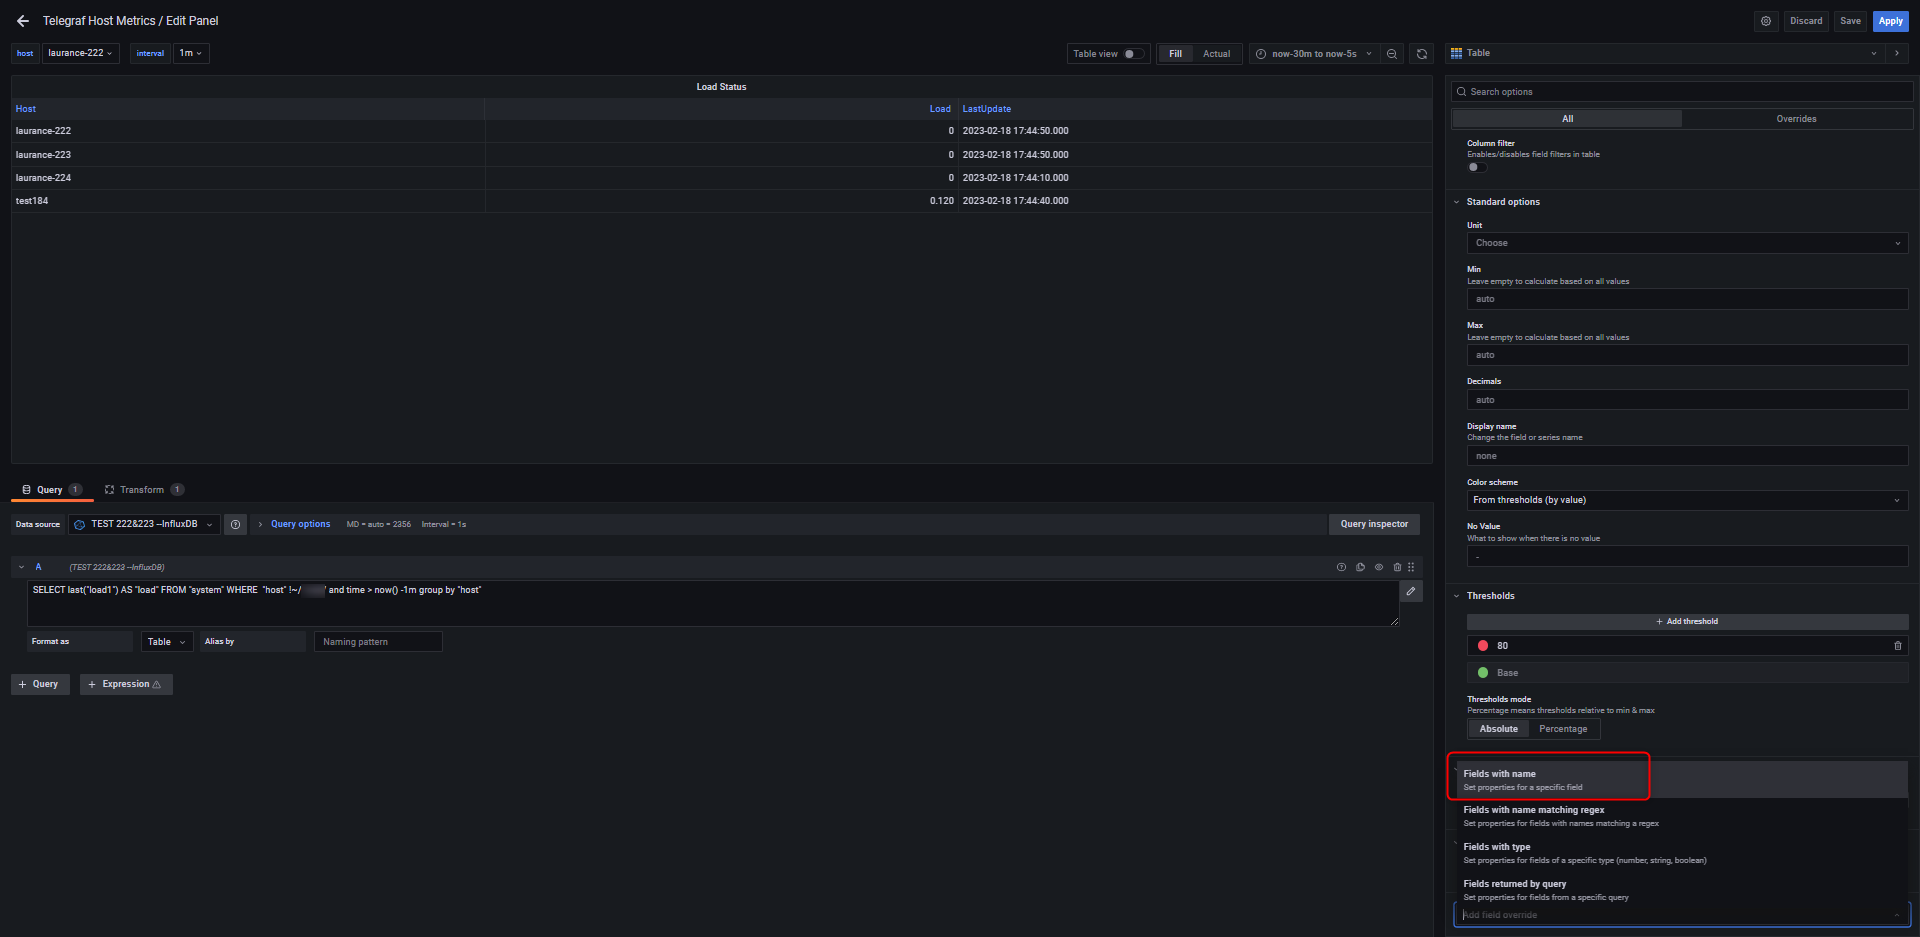 Telegraf Host Metrics / Edit Panel
Discard
Save
Apply
host
laurance-222
interval
1m
Table view
Fill
Actual
now-30m to now-5s
Table
Load Status
Host
Load
LastUpdate
laurance-222
0
2023-02-18 17:44:50.000
laurance-223
0
2023-02-18 17:44:50.000
laurance-224
0
2023-02-18 17:44:10.000
test184
0.120
2023-02-18 17:44:40.000
Query
1
Transform
1
Data source
TEST 222&223 --InfluxDB
Query options
MD = auto = 2356
Interval = 1s
Query inspector
A
(TEST 222&223 --InfluxDB)
SELECT last("load1") AS "load" FROM "system" WHERE "host" !~/ ' and time > now() -1m group by "host"
Format as
Table
Alias by
Naming pattern
+ Query
+ Expression
Search options
All
Overrides
Column filter
Enables/disables field filters in table
Standard options
Unit
Choose
Min
Leave empty to calculate based on all values
auto
Max
Leave empty to calculate based on all values
auto
Decimals
auto
Display name
Change the field or series name
none
Color scheme
From thresholds (by value)
No Value
What to show when there is no value
-
Thresholds
+ Add threshold
80
Base
Thresholds mode
Percentage means thresholds relative to min & max
Absolute
Percentage
Fields with name
Set properties for a specific field
Fields with name matching regex
Set properties for fields with names matching a regex
Fields with type
Set properties for fields of a specific type (number, string, boolean)
Fields returned by query
Set properties for fields from a specific query
Add field override